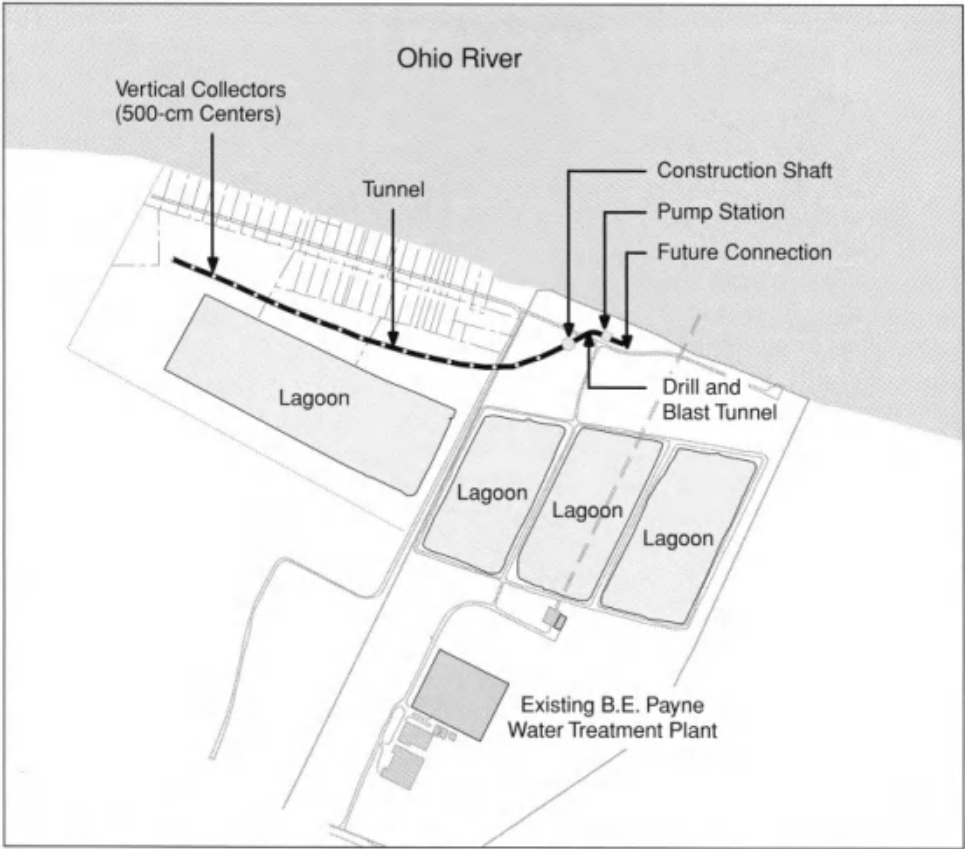 Ohio River
Vertical Collectors
(500-cm Centers)
Tunnel
Construction Shaft
Pump Station
Future Connection
Drill and
Blast Tunnel
Lagoon
Lagoon
Lagoon
Lagoon
Existing B.E. Payne
Water Treatment Plant